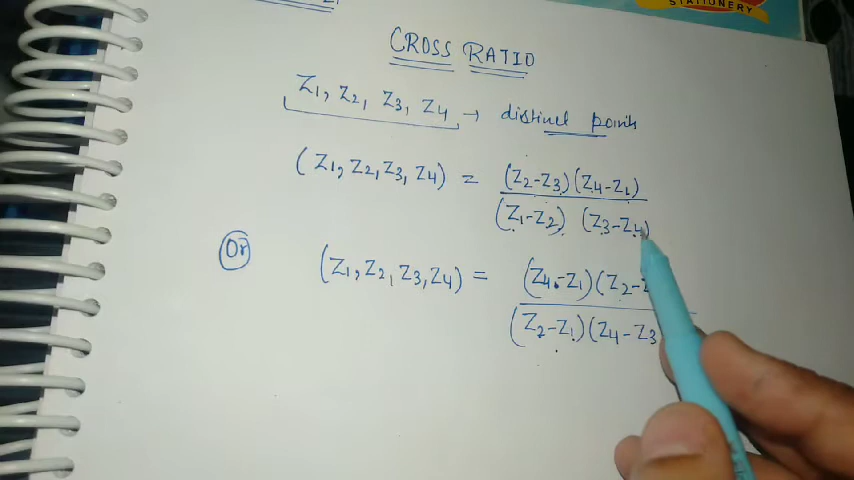 STATIONERY
CROSS RATIO
Z1, Z2, Z3, Z4 → distinct points
(Z1, Z2, Z3, Z4) = (Z2-Z3)(Z4-Z1)
(Z1-Z2) (Z3-Z4)
Or
(Z1, Z2, Z3, Z4) = (Z4-Z1)(Z2-
(Z2-Z1)(Z4-Z3